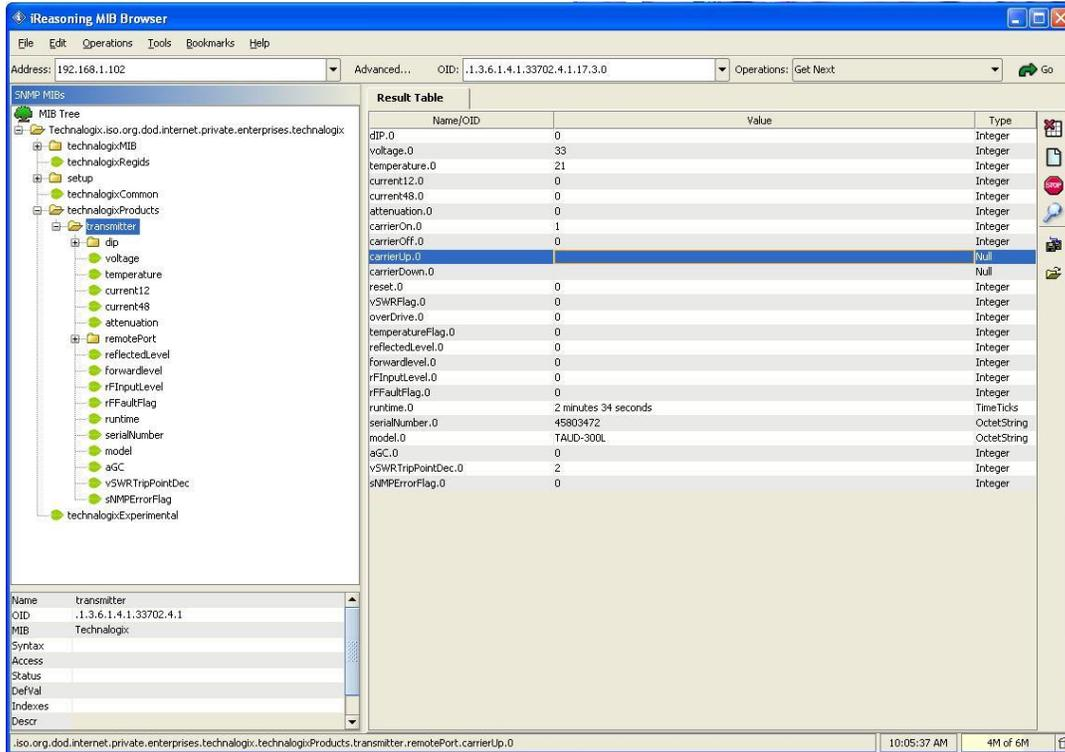 iReasoning MIB Browser
File Edit Operations Tools Bookmarks Help
Address: 192.168.1.102 Advanced... OID: .1.3.6.1.4.1.33702.4.1.17.3.0 Operations: Get Next Go
SNMP MIBs
MIB Tree
Technalogix.iso.org.dod.internet.private.enterprises.technalogix
technalogixMIB
technalogixRegids
setup
technalogixCommon
technalogixProducts
transmitter
dip
voltage
temperature
current12
current48
attenuation
remotePort
reflectedLevel
forwardlevel
rFInputLevel
rFFaultFlag
runtime
serialNumber
model
aGC
vSWRTripPointDec
sNMPErrorFlag
technalogixExperimental
Name transmitter
OID .1.3.6.1.4.1.33702.4.1
MIB Technalogix
Syntax
Access
Status
DefVal
Indexes
Descr
Result Table
Name/OID Value Type
dIP.0 0 Integer
voltage.0 33 Integer
temperature.0 21 Integer
current12.0 0 Integer
current48.0 0 Integer
attenuation.0 0 Integer
carrierOn.0 1 Integer
carrierOff.0 0 Integer
carrierUp.0 Null
carrierDown.0 Null
reset.0 0 Integer
vSWRFlag.0 0 Integer
overDrive.0 0 Integer
temperatureFlag.0 0 Integer
reflectedLevel.0 0 Integer
forwardlevel.0 0 Integer
rFInputLevel.0 0 Integer
rFFaultFlag.0 0 Integer
runtime.0 2 minutes 34 seconds TimeTicks
serialNumber.0 45803472 OctetString
model.0 TAUD-300L OctetString
aGC.0 0 Integer
vSWRTripPointDec.0 2 Integer
sNMPErrorFlag.0 0 Integer
STOP
.iso.org.dod.internet.private.enterprises.technalogix.technalogixProducts.transmitter.remotePort.carrierUp.0 10:05:37 AM 4M of 6M